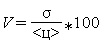 V = σ / <ц> * 100